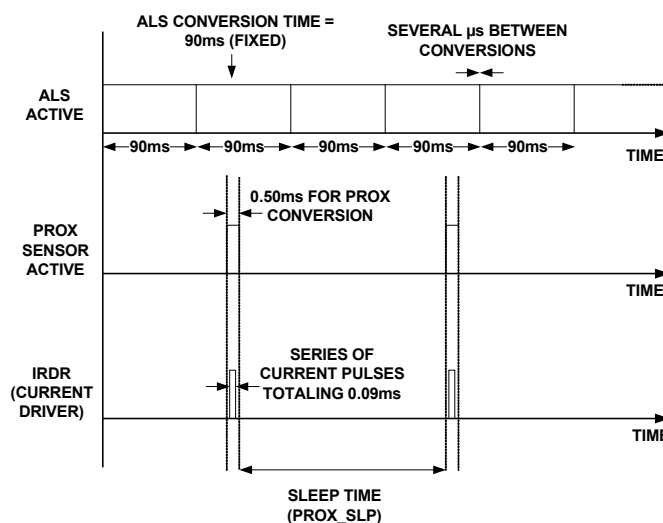 ALS CONVERSION TIME =
90ms (FIXED)
SEVERAL µs BETWEEN
CONVERSIONS
ALS
ACTIVE
90ms
90ms
90ms
90ms
90ms
TIME
0.50ms FOR PROX
CONVERSION
PROX
SENSOR
ACTIVE
TIME
SERIES OF
CURRENT PULSES
TOTALING 0.09ms
IRDR
(CURRENT
DRIVER)
TIME
SLEEP TIME
(PROX_SLP)